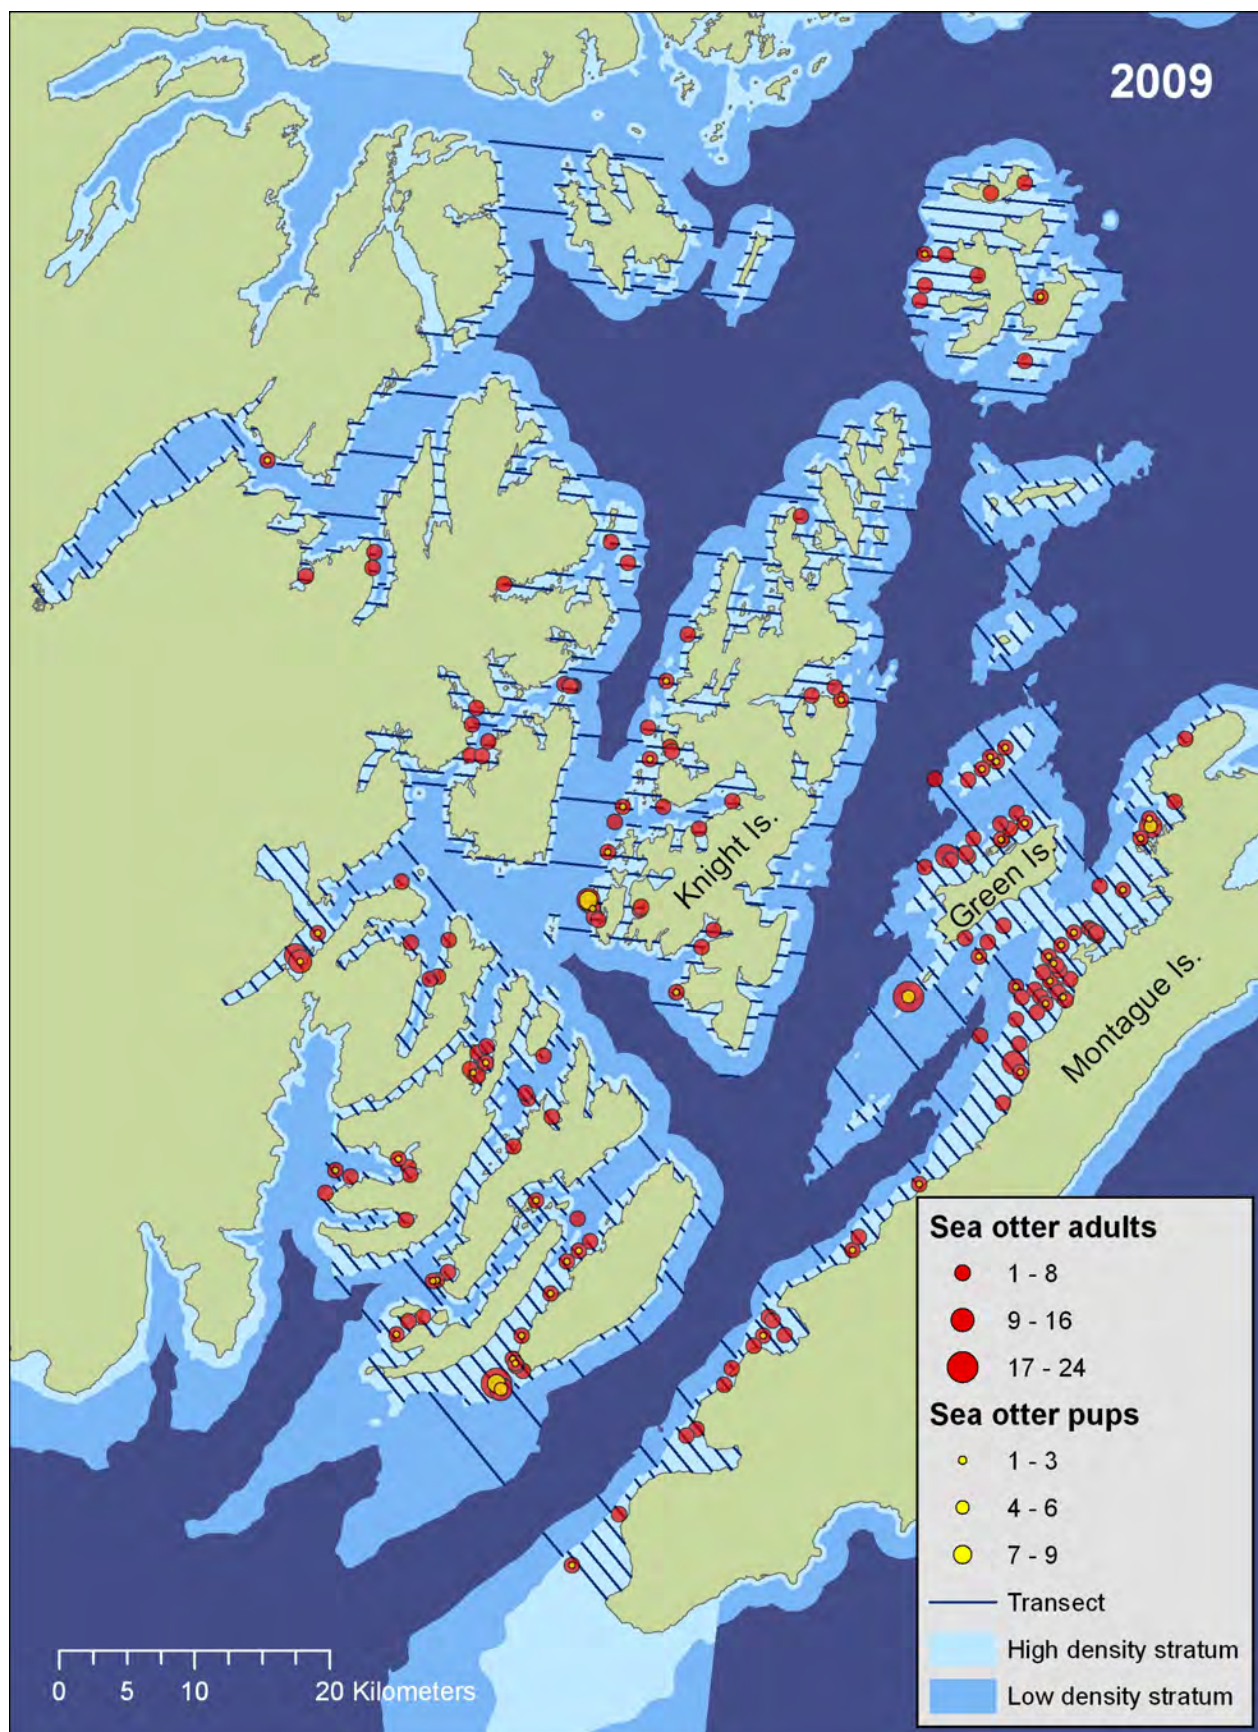 2009
Knight Is.
Green Is.
Montague Is.
Sea otter adults
1 - 8
9 - 16
17 - 24
Sea otter pups
1 - 3
4 - 6
7 - 9
Transect
High density stratum
Low density stratum
0 5 10 20 Kilometers